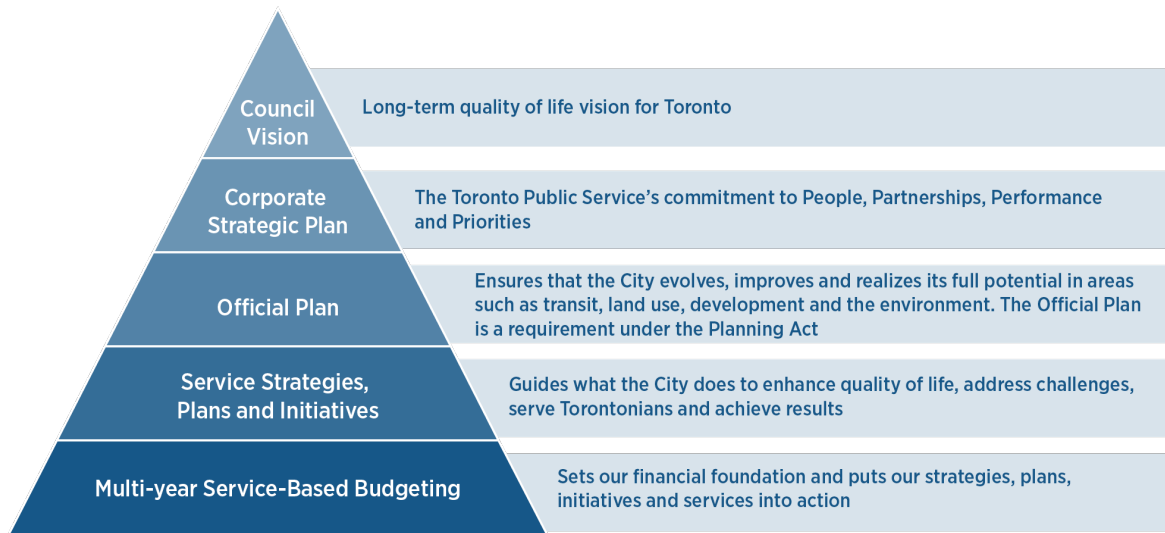 Council
Vision
Long-term quality of life vision for Toronto
Corporate
Strategic Plan
The Toronto Public Service’s commitment to People, Partnerships, Performance
and Priorities
Official Plan
Ensures that the City evolves, improves and realizes its full potential in areas
such as transit, land use, development and the environment. The Official Plan
is a requirement under the Planning Act
Service Strategies,
Plans and Initiatives
Guides what the City does to enhance quality of life, address challenges,
serve Torontonians and achieve results
Multi-year Service-Based Budgeting
Sets our financial foundation and puts our strategies, plans,
initiatives and services into action